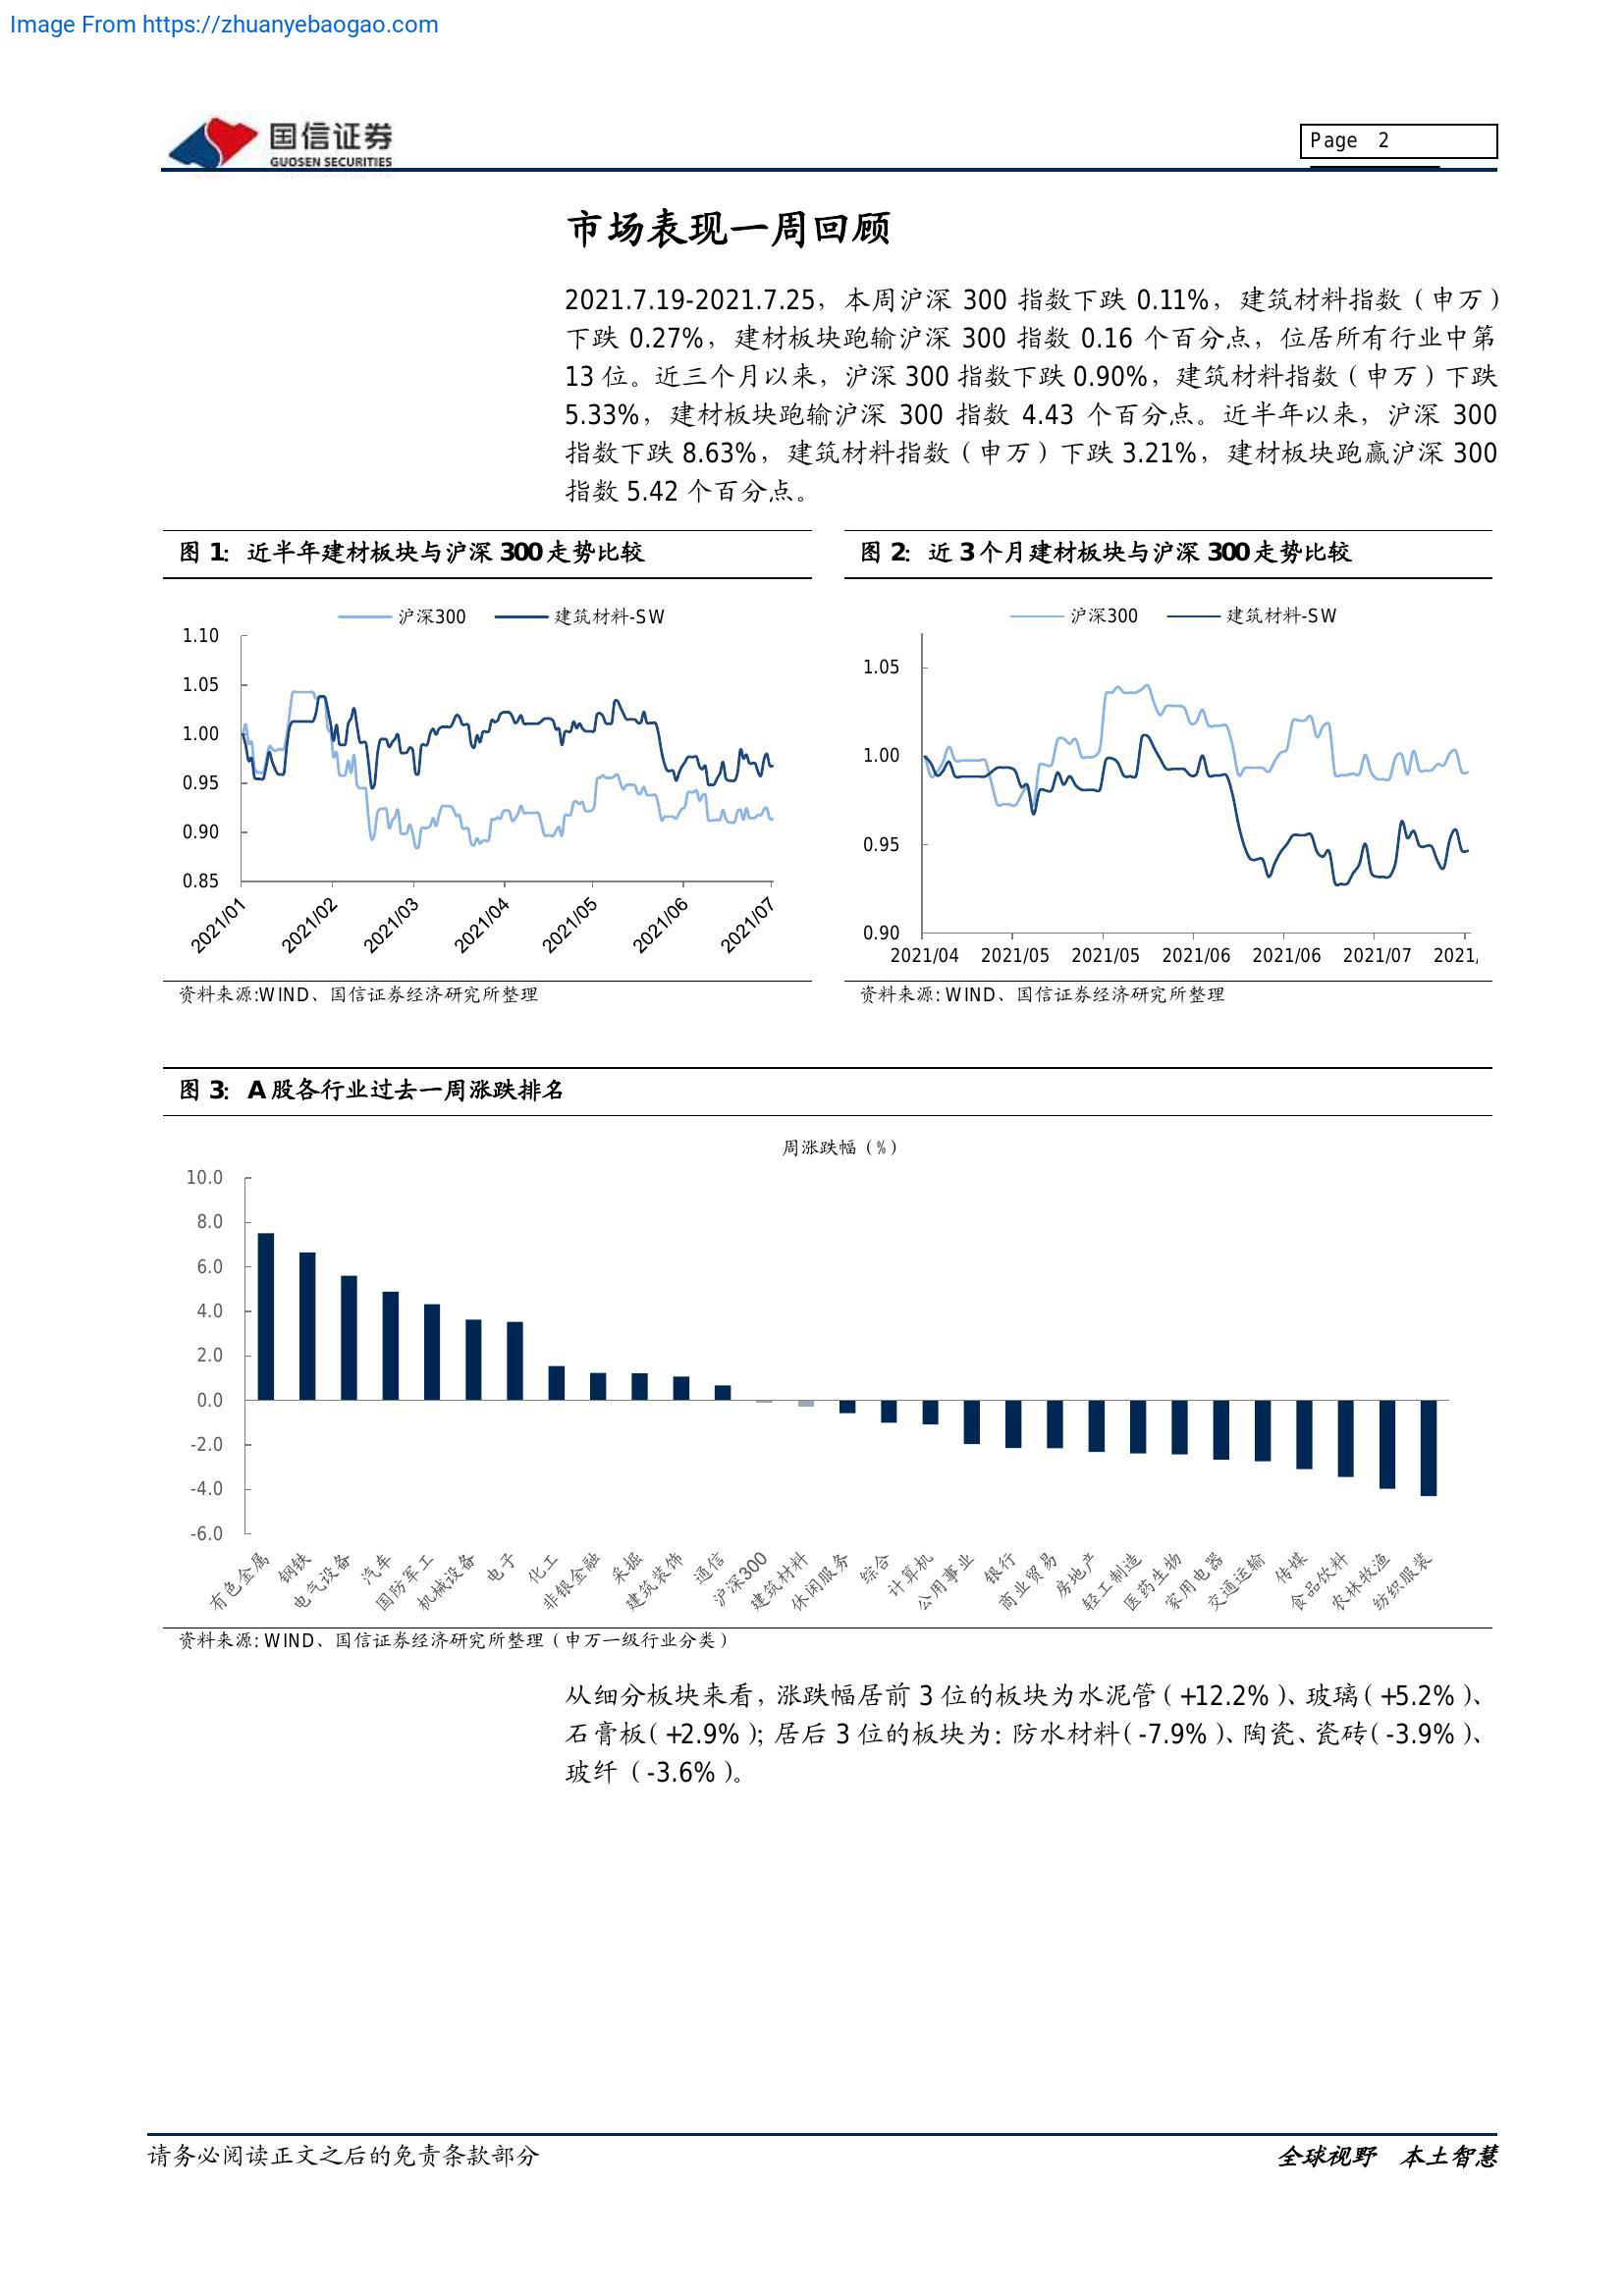 Image From https://zhuanyebaogao.com
国信证券
GUOSEN SECURITIES
Page 2
市场表现一周回顾
2021.7.19-2021.7.25，本周沪深 300 指数下跌 0.11%，建筑材料指数（申万）
下跌 0.27%，建材板块跑输沪深 300 指数 0.16 个百分点，位居所有行业中第
13 位。近三个月以来，沪深 300 指数下跌 0.90%，建筑材料指数（申万）下跌
5.33%，建材板块跑输沪深 300 指数 4.43 个百分点。近半年以来，沪深 300
指数下跌 8.63%，建筑材料指数（申万）下跌 3.21%，建材板块跑赢沪深 300
指数 5.42 个百分点。
图 1：近半年建材板块与沪深 300 走势比较
沪深300 建筑材料-SW
1.10
1.05
1.00
0.95
0.90
0.85
2021/01 2021/02 2021/03 2021/04 2021/05 2021/06 2021/07
资料来源:WIND、国信证券经济研究所整理
图 2：近 3 个月建材板块与沪深 300 走势比较
沪深300 建筑材料-SW
1.05
1.00
0.95
0.90
2021/04 2021/05 2021/05 2021/06 2021/06 2021/07 2021/
资料来源: WIND、国信证券经济研究所整理
图 3：A 股各行业过去一周涨跌排名
周涨跌幅（%）
10.0
8.0
6.0
4.0
2.0
0.0
-2.0
-4.0
-6.0
有色金属 钢铁 电气设备 汽车 国防军工 机械设备 电子 化工 非银金融 采掘 建筑装饰 通信 沪深300 建筑材料 休闲服务 综合 计算机 公用事业 银行 商业贸易 房地产 轻工制造 医药生物 家用电器 交通运输 传媒 食品饮料 农林牧渔 纺织服装
资料来源: WIND、国信证券经济研究所整理（申万一级行业分类）
从细分板块来看，涨跌幅居前 3 位的板块为水泥管（+12.2%）、玻璃（+5.2%）、
石膏板（+2.9%）；居后 3 位的板块为：防水材料（-7.9%）、陶瓷、瓷砖（-3.9%）、
玻纤（-3.6%）。
请务必阅读正文之后的免责条款部分
全球视野 本土智慧